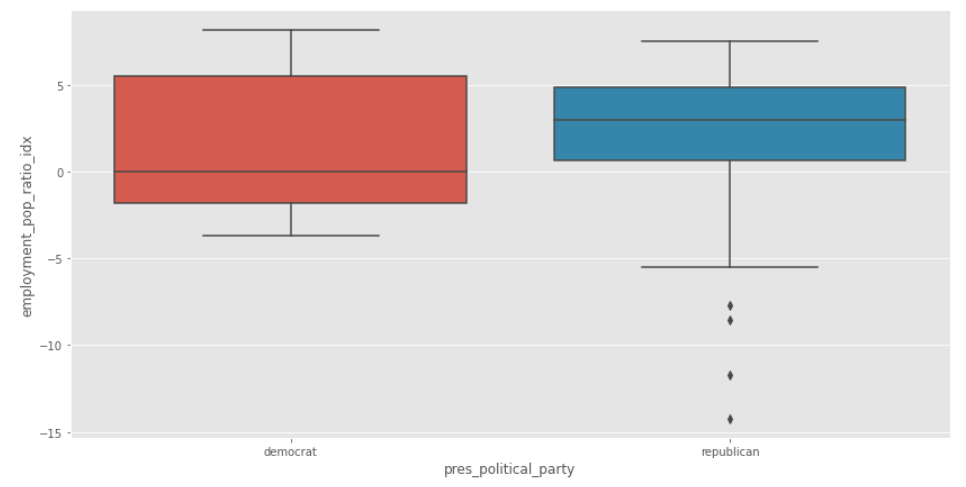 employment_pop_ratio_idx
5
0
−5
−10
−15
democrat
republican
pres_political_party